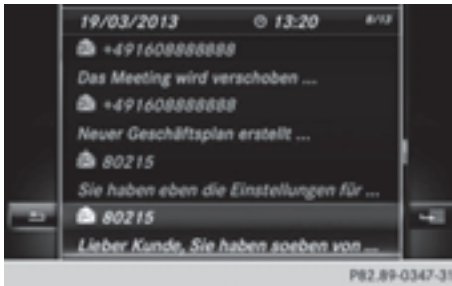 19/03/2013 13:20 8/13
+491608888888
Das Meeting wird verschoben ...
+491608888888
Neuer Geschäftsplan erstellt ...
80215
Sie haben eben die Einstellungen für ...
80215
Lieber Kunde, Sie haben soeben von ...
P82.89-0347-31